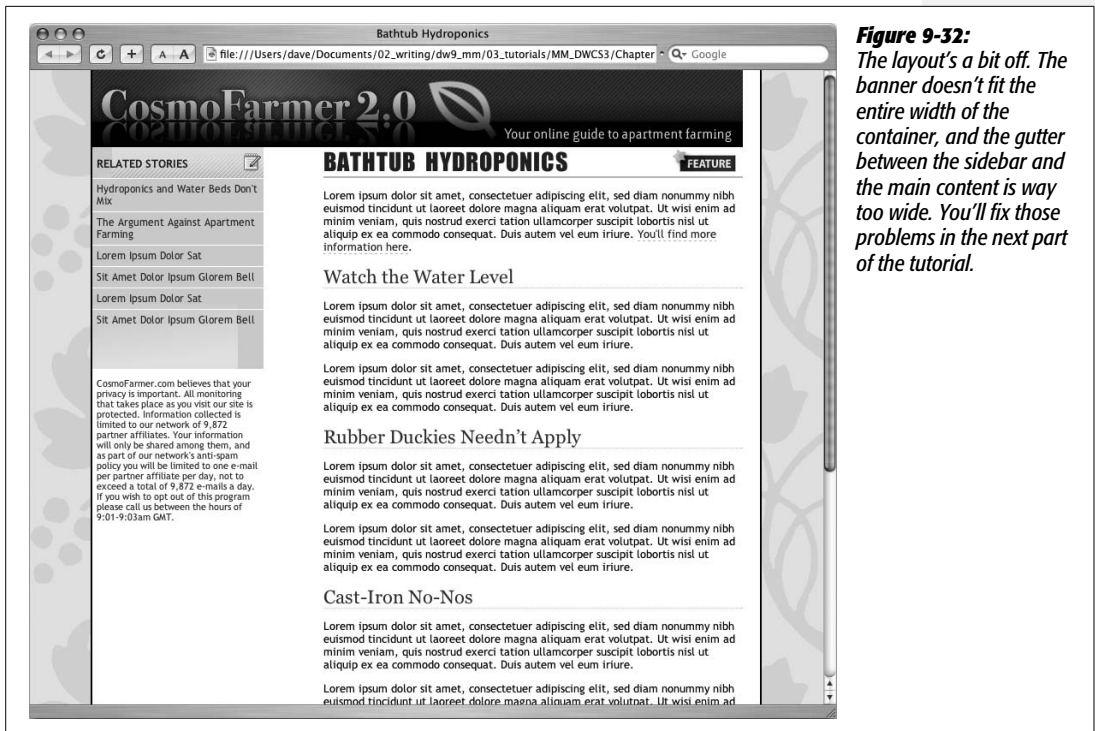 Bathtub Hydroponics
A A
file:///Users/dave/Documents/02_writing/dw9_mm/03_tutorials/MM_DWCS3/Chapter
Google
CosmoFarmer 2.0
Your online guide to apartment farming
RELATED STORIES
Hydroponics and Water Beds Don't
Mix
The Argument Against Apartment
Farming
Lorem Ipsum Dolor Sat
Sit Amet Dolor Ipsum Glorem Bell
Lorem Ipsum Dolor Sat
Sit Amet Dolor Ipsum Glorem Bell
CosmoFarmer.com believes that your
privacy is important. All monitoring
that takes place as you visit our site is
protected. Information collected is
limited to our network of 9,872
partner affiliates. Your information
will only be shared among them, and
as part of our network's anti-spam
policy you will be limited to one e-mail
per partner affiliate per day, not to
exceed a total of 9,872 e-mails a day.
If you wish to opt out of this program
please call us between the hours of
9:01-9:03am GMT.
BATHTUB HYDROPONICS
FEATURE
Lorem ipsum dolor sit amet, consectetuer adipiscing elit, sed diam nonummy nibh
euismod tincidunt ut laoreet dolore magna aliquam erat volutpat. Ut wisi enim ad
minim veniam, quis nostrud exerci tation ullamcorper suscipit lobortis nisl ut
aliquip ex ea commodo consequat. Duis autem vel eum iriure. You'll find more
information here.
Watch the Water Level
Lorem ipsum dolor sit amet, consectetuer adipiscing elit, sed diam nonummy nibh
euismod tincidunt ut laoreet dolore magna aliquam erat volutpat. Ut wisi enim ad
minim veniam, quis nostrud exerci tation ullamcorper suscipit lobortis nisl ut
aliquip ex ea commodo consequat. Duis autem vel eum iriure.
Lorem ipsum dolor sit amet, consectetuer adipiscing elit, sed diam nonummy nibh
euismod tincidunt ut laoreet dolore magna aliquam erat volutpat. Ut wisi enim ad
minim veniam, quis nostrud exerci tation ullamcorper suscipit lobortis nisl ut
aliquip ex ea commodo consequat. Duis autem vel eum iriure.
Rubber Duckies Needn't Apply
Lorem ipsum dolor sit amet, consectetuer adipiscing elit, sed diam nonummy nibh
euismod tincidunt ut laoreet dolore magna aliquam erat volutpat. Ut wisi enim ad
minim veniam, quis nostrud exerci tation ullamcorper suscipit lobortis nisl ut
aliquip ex ea commodo consequat. Duis autem vel eum iriure.
Lorem ipsum dolor sit amet, consectetuer adipiscing elit, sed diam nonummy nibh
euismod tincidunt ut laoreet dolore magna aliquam erat volutpat. Ut wisi enim ad
minim veniam, quis nostrud exerci tation ullamcorper suscipit lobortis nisl ut
aliquip ex ea commodo consequat. Duis autem vel eum iriure.
Cast-Iron No-Nos
Lorem ipsum dolor sit amet, consectetuer adipiscing elit, sed diam nonummy nibh
euismod tincidunt ut laoreet dolore magna aliquam erat volutpat. Ut wisi enim ad
minim veniam, quis nostrud exerci tation ullamcorper suscipit lobortis nisl ut
aliquip ex ea commodo consequat. Duis autem vel eum iriure.
Lorem ipsum dolor sit amet, consectetuer adipiscing elit, sed diam nonummy nibh
euismod tincidunt ut laoreet dolore magna aliquam erat volutpat. Ut wisi enim ad
Figure 9-32:
The layout's a bit off. The
banner doesn't fit the
entire width of the
container, and the gutter
between the sidebar and
the main content is way
too wide. You'll fix those
problems in the next part
of the tutorial.